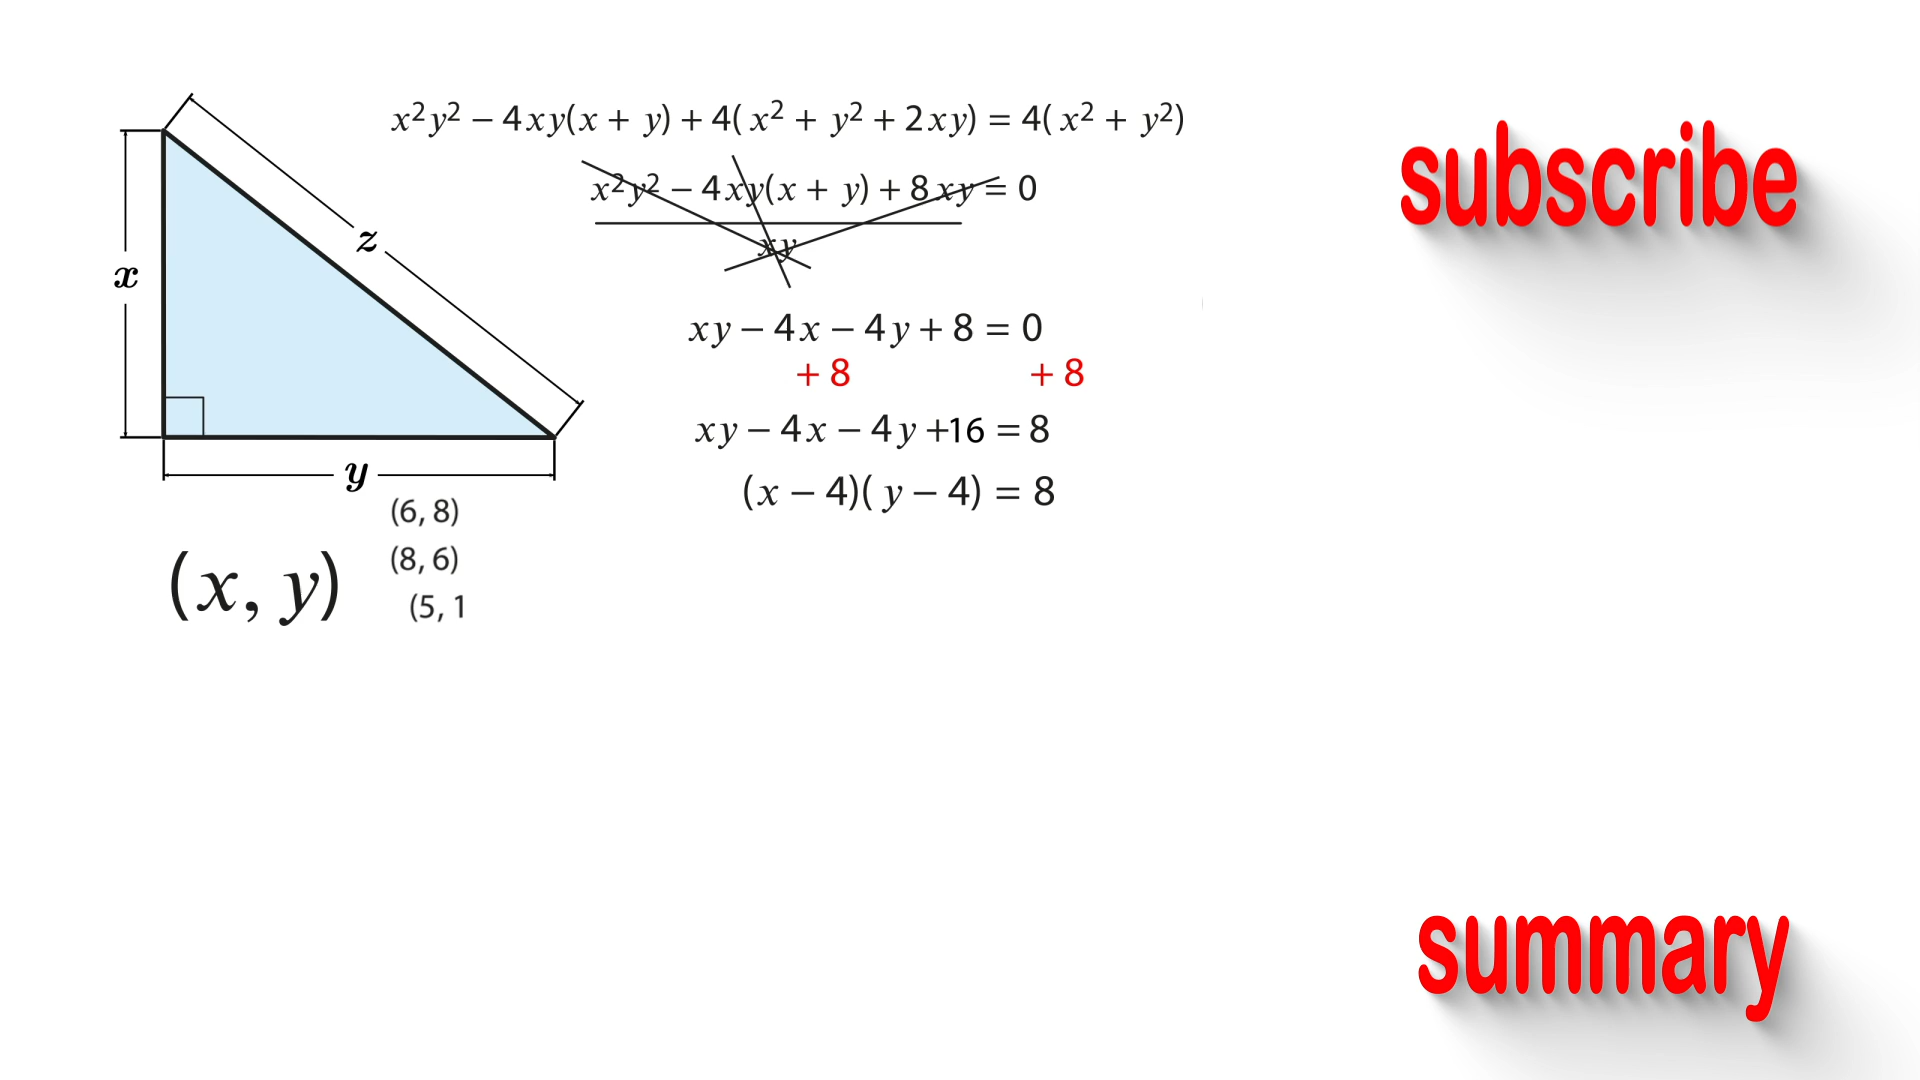 x²y² − 4xy(x + y) + 4(x² + y² + 2xy) = 4(x² + y²)
x²y² − 4xy(x + y) + 8xy = 0
xy
xy − 4x − 4y + 8 = 0
+ 8 + 8
xy − 4x − 4y +16 = 8
(x − 4)(y − 4) = 8
x
z
y
(x, y)
(6, 8)
(8, 6)
(5, 1
subscribe
summary